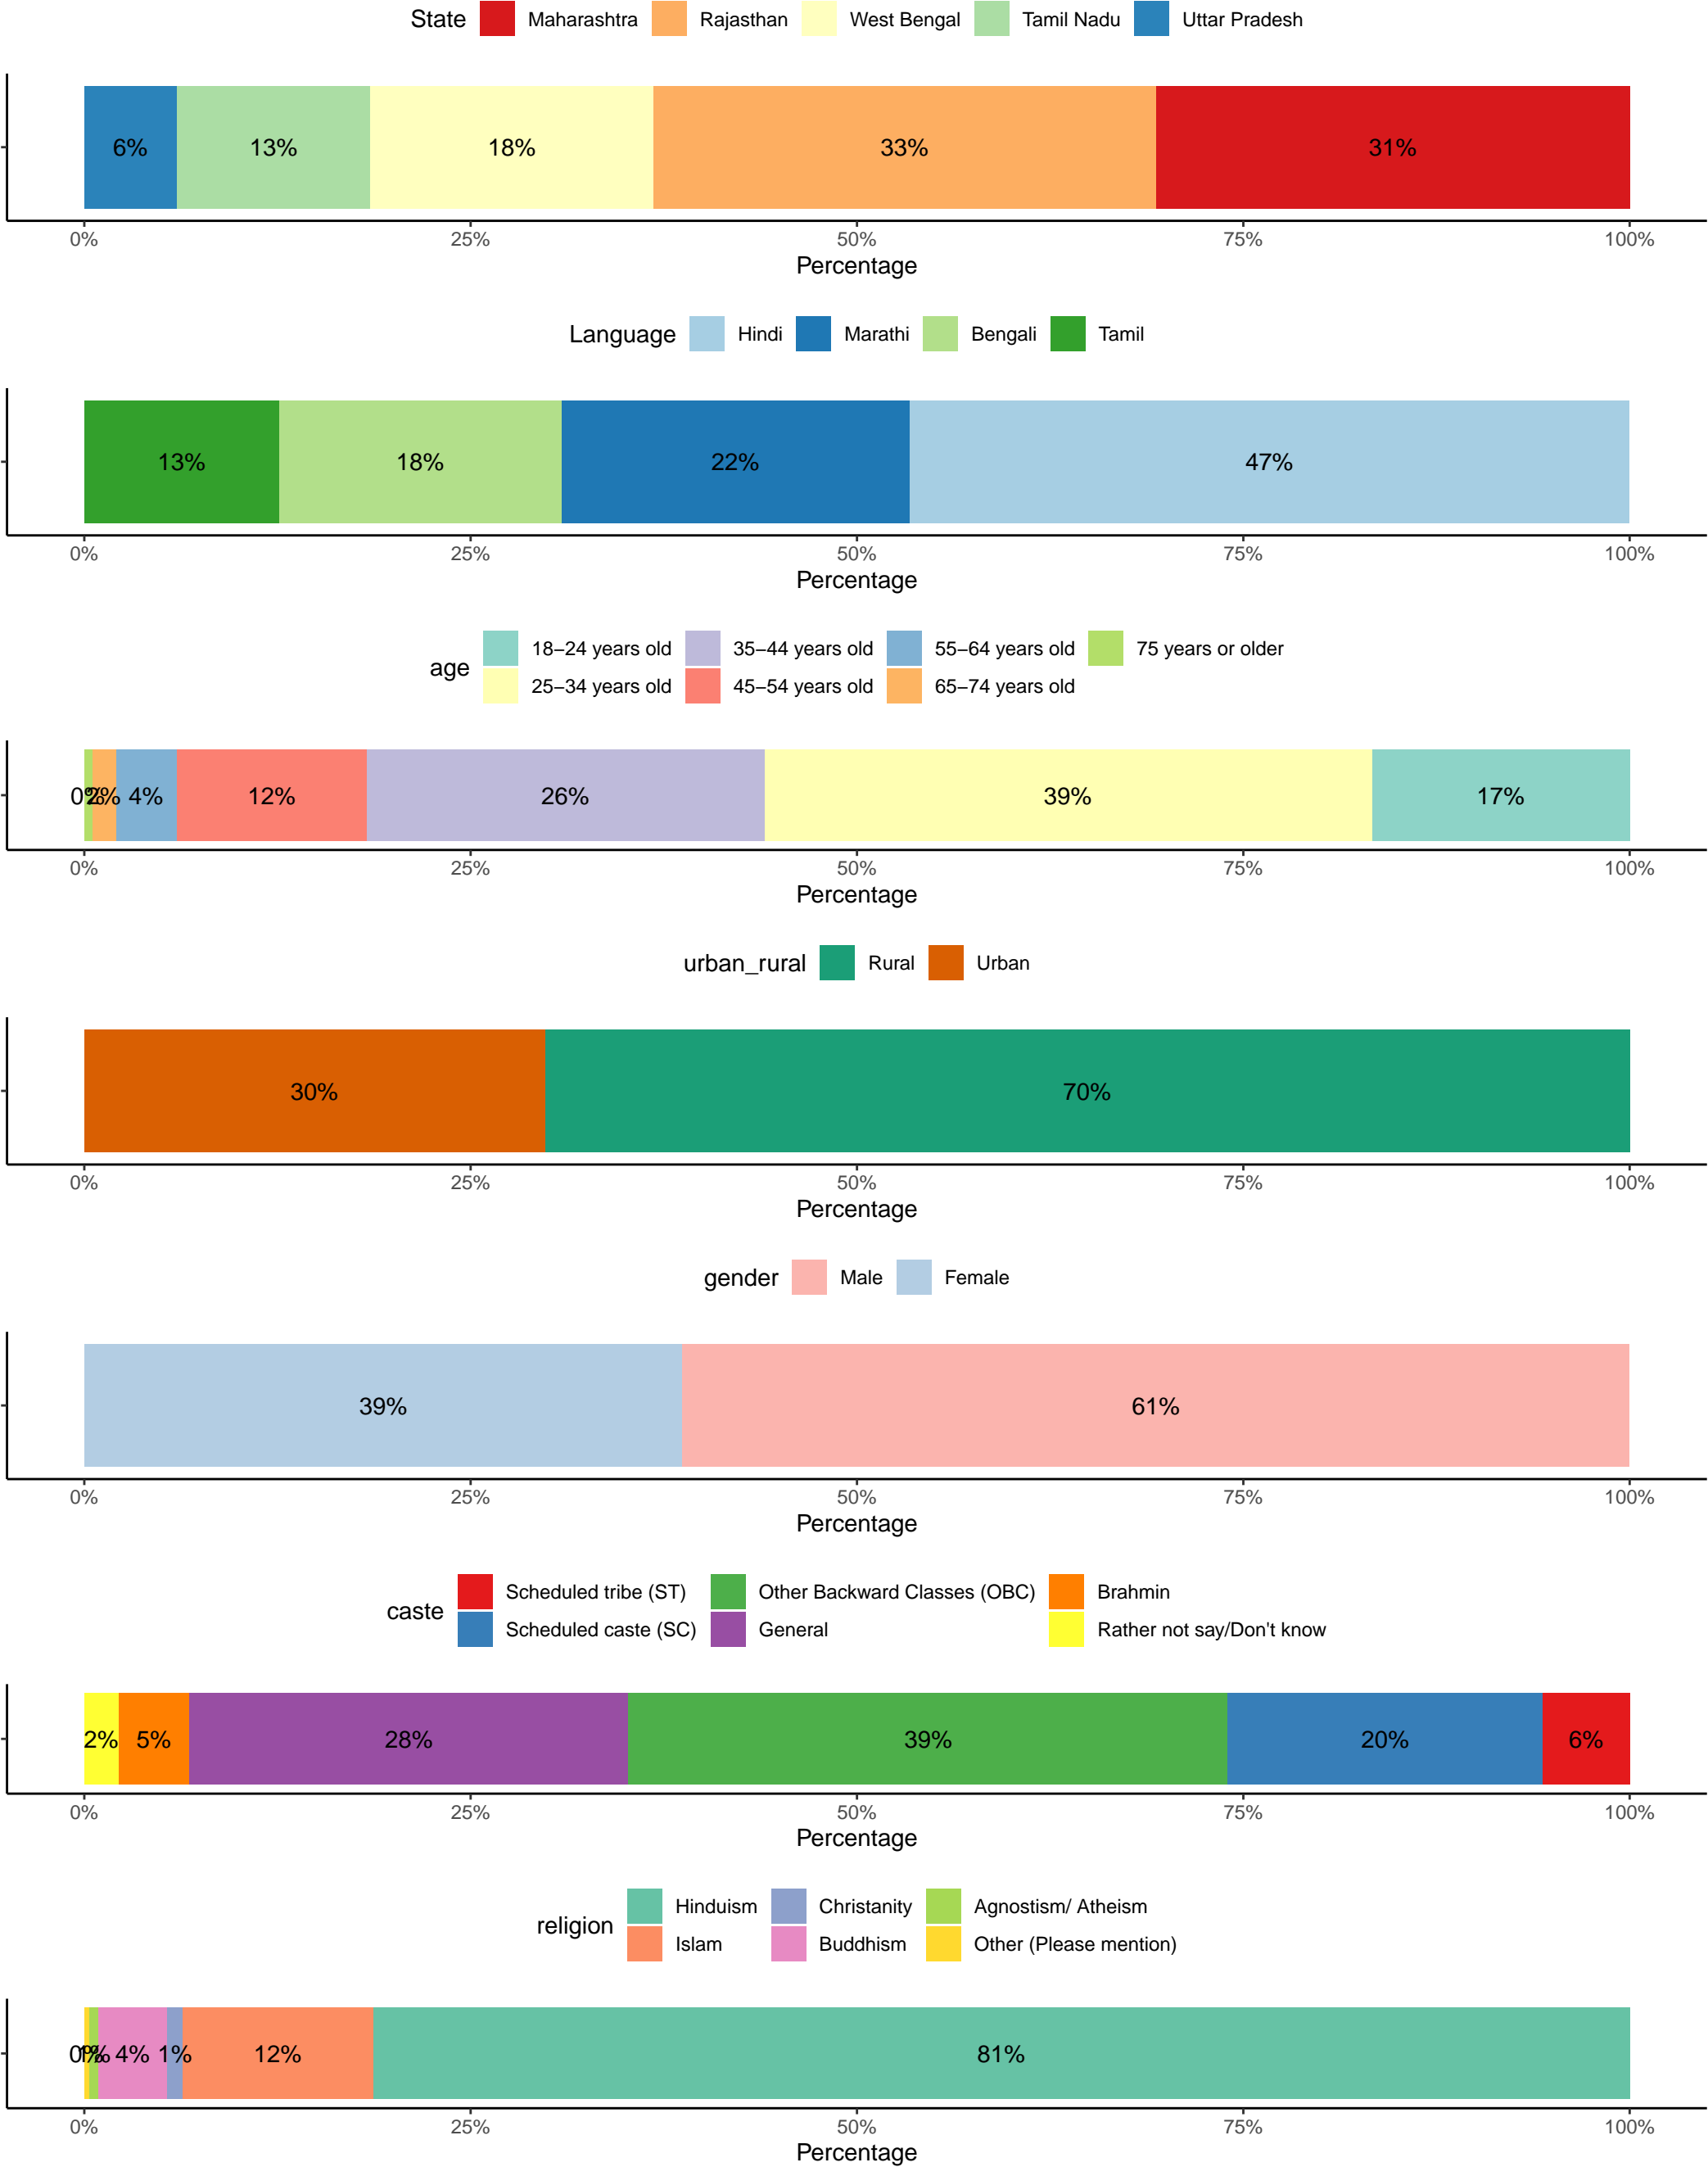 State Maharashtra Rajasthan West Bengal Tamil Nadu Uttar Pradesh
6% 13% 18% 33% 31%
0% 25% 50% 75% 100%
Percentage
Language Hindi Marathi Bengali Tamil
13% 18% 22% 47%
0% 25% 50% 75% 100%
Percentage
18–24 years old 35–44 years old 55–64 years old 75 years or older
age
25–34 years old 45–54 years old 65–74 years old
0% 2% 4% 12% 26% 39% 17%
0% 25% 50% 75% 100%
Percentage
urban_rural Rural Urban
30% 70%
0% 25% 50% 75% 100%
Percentage
gender Male Female
39% 61%
0% 25% 50% 75% 100%
Percentage
Scheduled tribe (ST) Other Backward Classes (OBC) Brahmin
caste
Scheduled caste (SC) General Rather not say/Don't know
2% 5% 28% 39% 20% 6%
0% 25% 50% 75% 100%
Percentage
Hinduism Christanity Agnostism/ Atheism
religion
Islam Buddhism Other (Please mention)
0% 1% 4% 1% 12% 81%
0% 25% 50% 75% 100%
Percentage